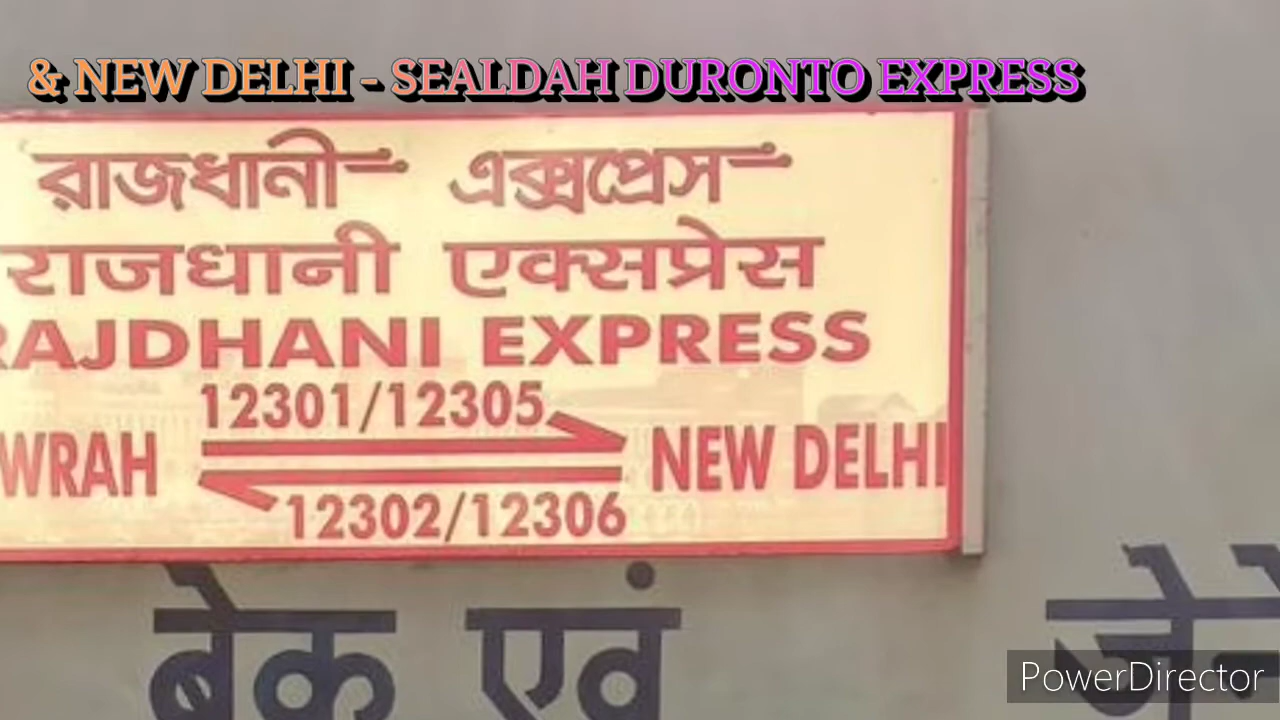 & NEW DELHI - SEALDAH DURONTO EXPRESS
রাজধানী এক্সপ্রেস
राजधानी एक्सप्रेस
RAJDHANI EXPRESS
12301/12305
WRAH NEW DELHI
12302/12306
बेक एवं
PowerDirector